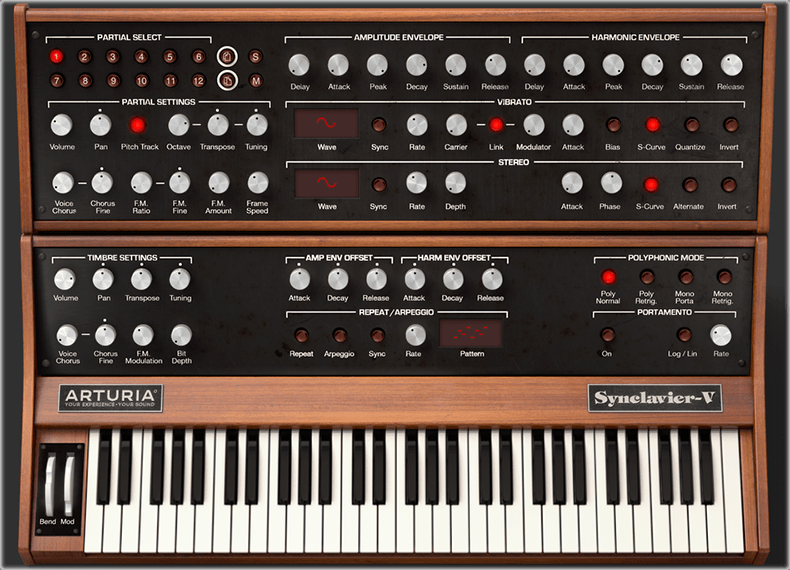 PARTIAL SELECT
AMPLITUDE ENVELOPE
HARMONIC ENVELOPE
1 2 3 4 5 6 S
7 8 9 10 11 12 M
Delay Attack Peak Decay Sustain Release
Delay Attack Peak Decay Sustain Release
PARTIAL SETTINGS
VIBRATO
Volume Pan Pitch Track Octave Transpose Tuning
Wave Sync Rate Carrier Link Modulator Attack Bias S-Curve Quantize Invert
STEREO
Voice Chorus
Chorus Fine
F.M. Ratio
F.M. Fine
F.M. Amount
Frame Speed
Wave Sync Rate Depth Attack Phase S-Curve Alternate Invert
TIMBRE SETTINGS
AMP ENV OFFSET
HARM ENV OFFSET
POLYPHONIC MODE
Volume Pan Transpose Tuning
Attack Decay Release
Attack Decay Release
Poly Normal
Poly Retrig.
Mono Porta
Mono Retrig.
REPEAT/ARPEGGIO
PORTAMENTO
Voice Chorus
Chorus Fine
F.M. Modulation
Bit Depth
Repeat Arpeggio Sync Rate Pattern
On Log / Lin Rate
ARTURIA
YOUR EXPERIENCE • YOUR SOUND
Synclavier-V
Bend Mod